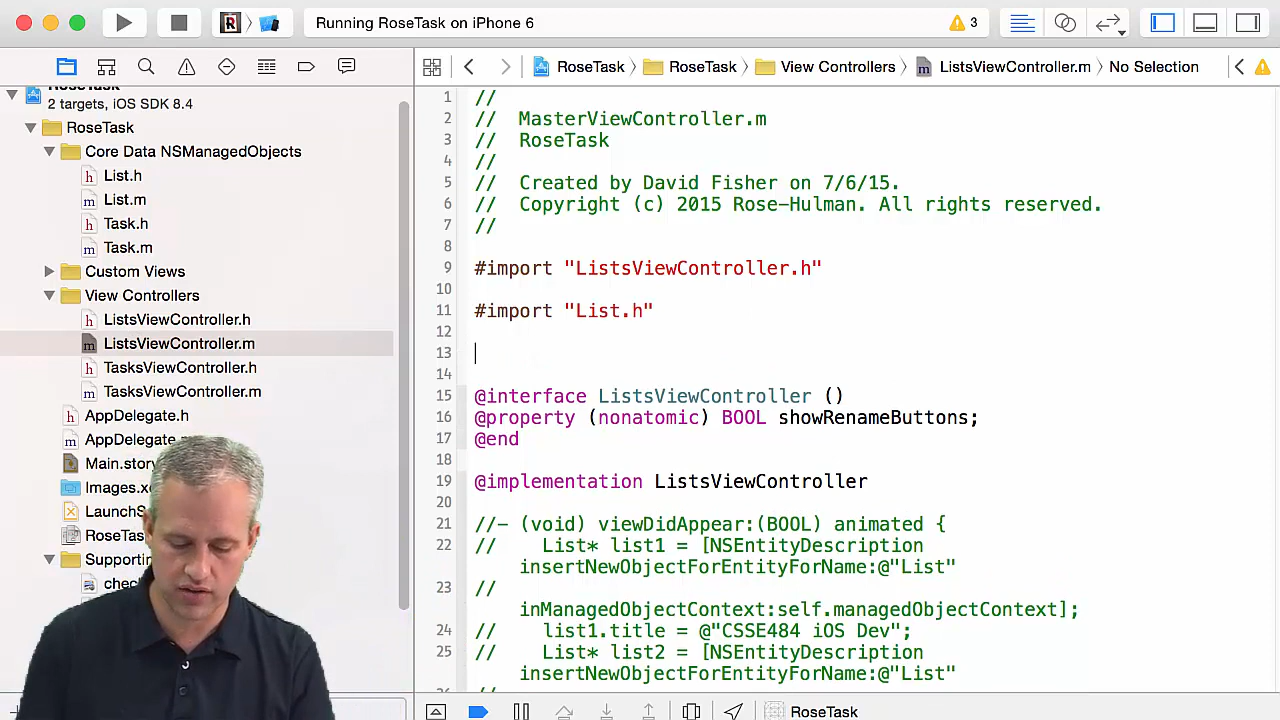 Running RoseTask on iPhone 6
3
RoseTask
RoseTask
View Controllers
ListsViewController.m
No Selection
RoseTask
2 targets, iOS SDK 8.4
RoseTask
Core Data NSManagedObjects
h List.h
m List.m
h Task.h
m Task.m
Custom Views
View Controllers
h ListsViewController.h
m ListsViewController.m
h TasksViewController.h
m TasksViewController.m
h AppDelegate.h
m AppDelegate
Main.story
Images.xc
LaunchS
RoseTas
Supportin
chec
1 //
2 // MasterViewController.m
3 // RoseTask
4 //
5 // Created by David Fisher on 7/6/15.
6 // Copyright (c) 2015 Rose-Hulman. All rights reserved.
7 //
8
9 #import "ListsViewController.h"
10
11 #import "List.h"
12
13
14
15 @interface ListsViewController ()
16 @property (nonatomic) BOOL showRenameButtons;
17 @end
18
19 @implementation ListsViewController
20
21 //- (void) viewDidAppear:(BOOL) animated {
22 // List* list1 = [NSEntityDescription
insertNewObjectForEntityForName:@"List"
23 //
inManagedObjectContext:self.managedObjectContext];
24 // list1.title = @"CSSE484 iOS Dev";
25 // List* list2 = [NSEntityDescription
insertNewObjectForEntityForName:@"List"
RoseTask